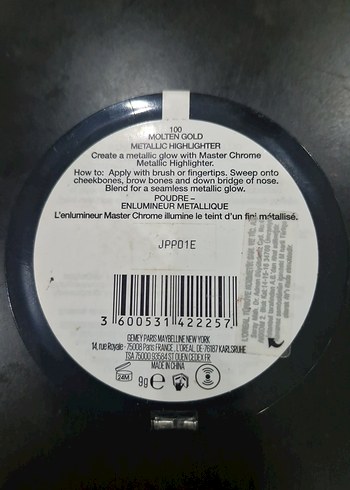 100
MOLTEN GOLD
METALLIC HIGHLIGHTER
Create a metallic glow with Master Chrome
Metallic Highlighter.
How to: Apply with brush or fingertips. Sweep onto
cheekbones, brow bones and down bridge of nose.
Blend for a seamless metallic glow.
POUDRE –
ENLUMINEUR METALLIQUE
L'enlumineur Master Chrome illumine le teint d'un fini métallisé.
JPP01E
3 600531 422257
GEMEY PARIS MAYBELLINE NEW YORK
14, rue Royale - 75008 Paris FRANCE. L'OREAL, DE-76187 KARLSRUHE
TSA 75000 93584 ST. OUEN CEDEX FR
MADE IN CHINA
24M 9g e